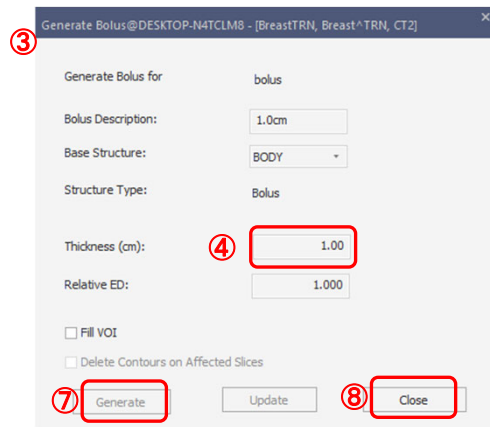 Generate Bolus@DESKTOP-N4TCLM8 - [BreastTRN, Breast^TRN, CT2]
③
Generate Bolus for bolus
Bolus Description: 1.0cm
Base Structure: BODY
Structure Type: Bolus
Thickness (cm): ④ 1.00
Relative ED: 1.000
Fill VOI
Delete Contours on Affected Slices
⑦ Generate Update ⑧ Close